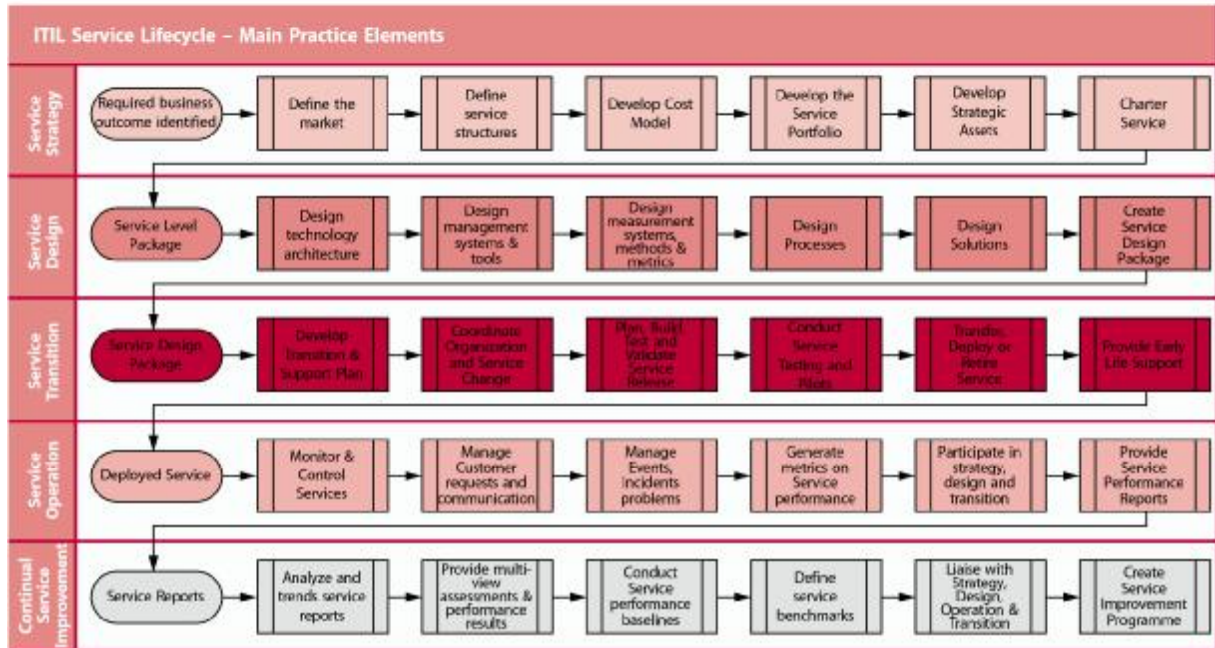 ITIL Service Lifecycle – Main Practice Elements
Service
Strategy
Required business
outcome identified
Define the
market
Define
service
structures
Develop Cost
Model
Develop the
Service
Portfolio
Develop
Strategic
Assets
Charter
Service
Service
Design
Service Level
Package
Design
technology
architecture
Design
management
systems &
tools
Design
measurement
systems,
methods &
metrics
Design
Processes
Design
Solutions
Create
Service
Design
Package
Service
Transition
Service Design
Package
Develop
Transition &
Support Plan
Coordinate
Organization
and Service
Change
Plan, Build,
Test and
Validate
Service
Release
Conduct
Service
Testing and
Pilots
Transfer,
Deploy or
Retire
Service
Provide Early
Life Support
Service
Operation
Deployed Service
Monitor &
Control
Services
Manage
Customer
requests and
communication
Manage
Events,
Incidents
problems
Generate
metrics on
Service
performance
Participate in
strategy,
design and
transition
Provide
Service
Performance
Reports
Continual
Service
Improvement
Service Reports
Analyze and
trends service
reports
Provide multi-
view
assessments &
performance
results
Conduct
Service
performance
baselines
Define
service
benchmarks
Liaise with
Strategy,
Design,
Operation &
Transition
Create
Service
Improvement
Programme